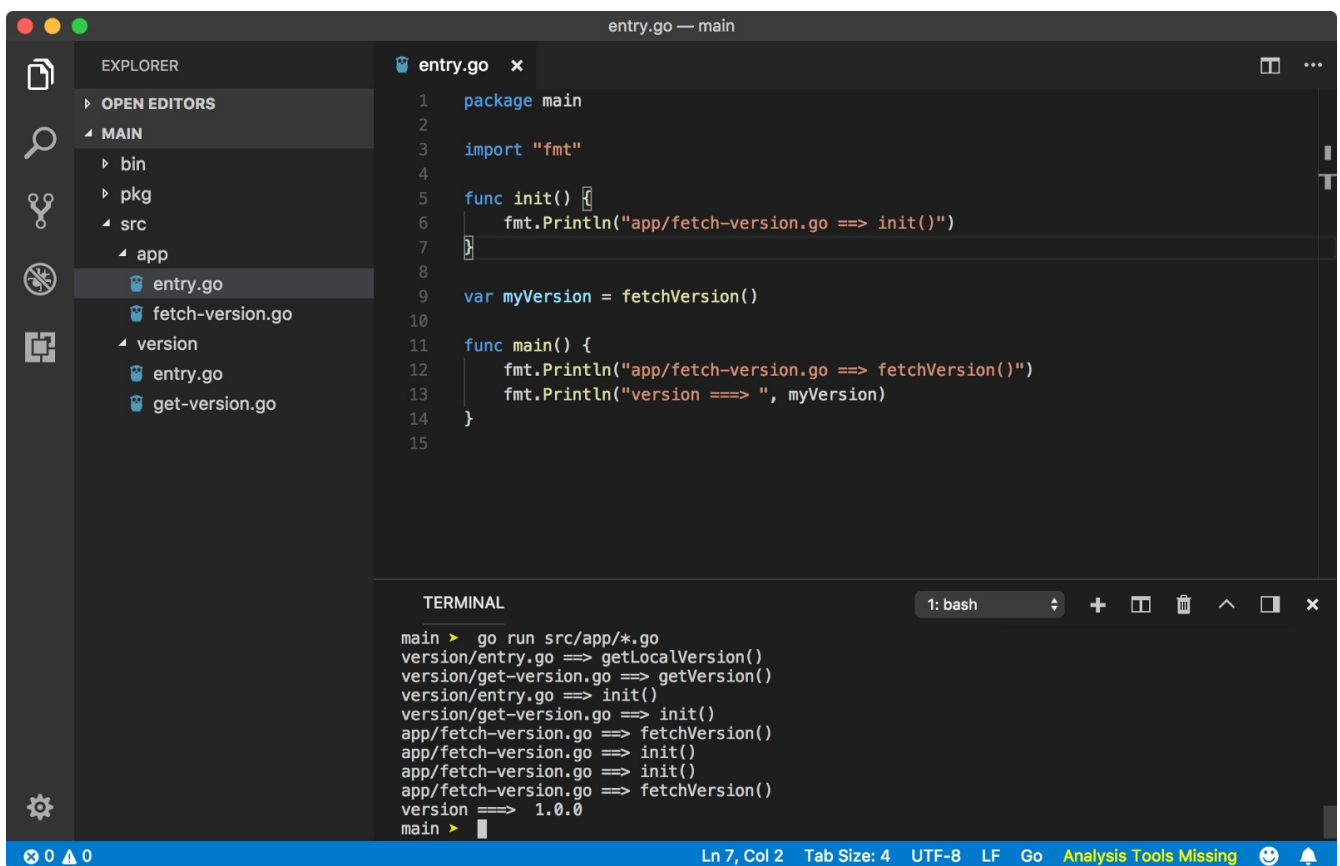 entry.go — main
EXPLORER
OPEN EDITORS
MAIN
bin
pkg
src
app
entry.go
fetch-version.go
version
entry.go
get-version.go
entry.go
1 package main
2
3 import "fmt"
4
5 func init() {
6 fmt.Println("app/fetch-version.go ==> init()")
7 }
8
9 var myVersion = fetchVersion()
10
11 func main() {
12 fmt.Println("app/fetch-version.go ==> fetchVersion()")
13 fmt.Println("version ===> ", myVersion)
14 }
15
TERMINAL
1: bash
main ➤ go run src/app/*.go
version/entry.go ==> getLocalVersion()
version/get-version.go ==> getVersion()
version/entry.go ==> init()
version/get-version.go ==> init()
app/fetch-version.go ==> fetchVersion()
app/fetch-version.go ==> init()
app/fetch-version.go ==> init()
app/fetch-version.go ==> fetchVersion()
version ===>  1.0.0
main ➤
0 0 Ln 7, Col 2 Tab Size: 4 UTF-8 LF Go Analysis Tools Missing